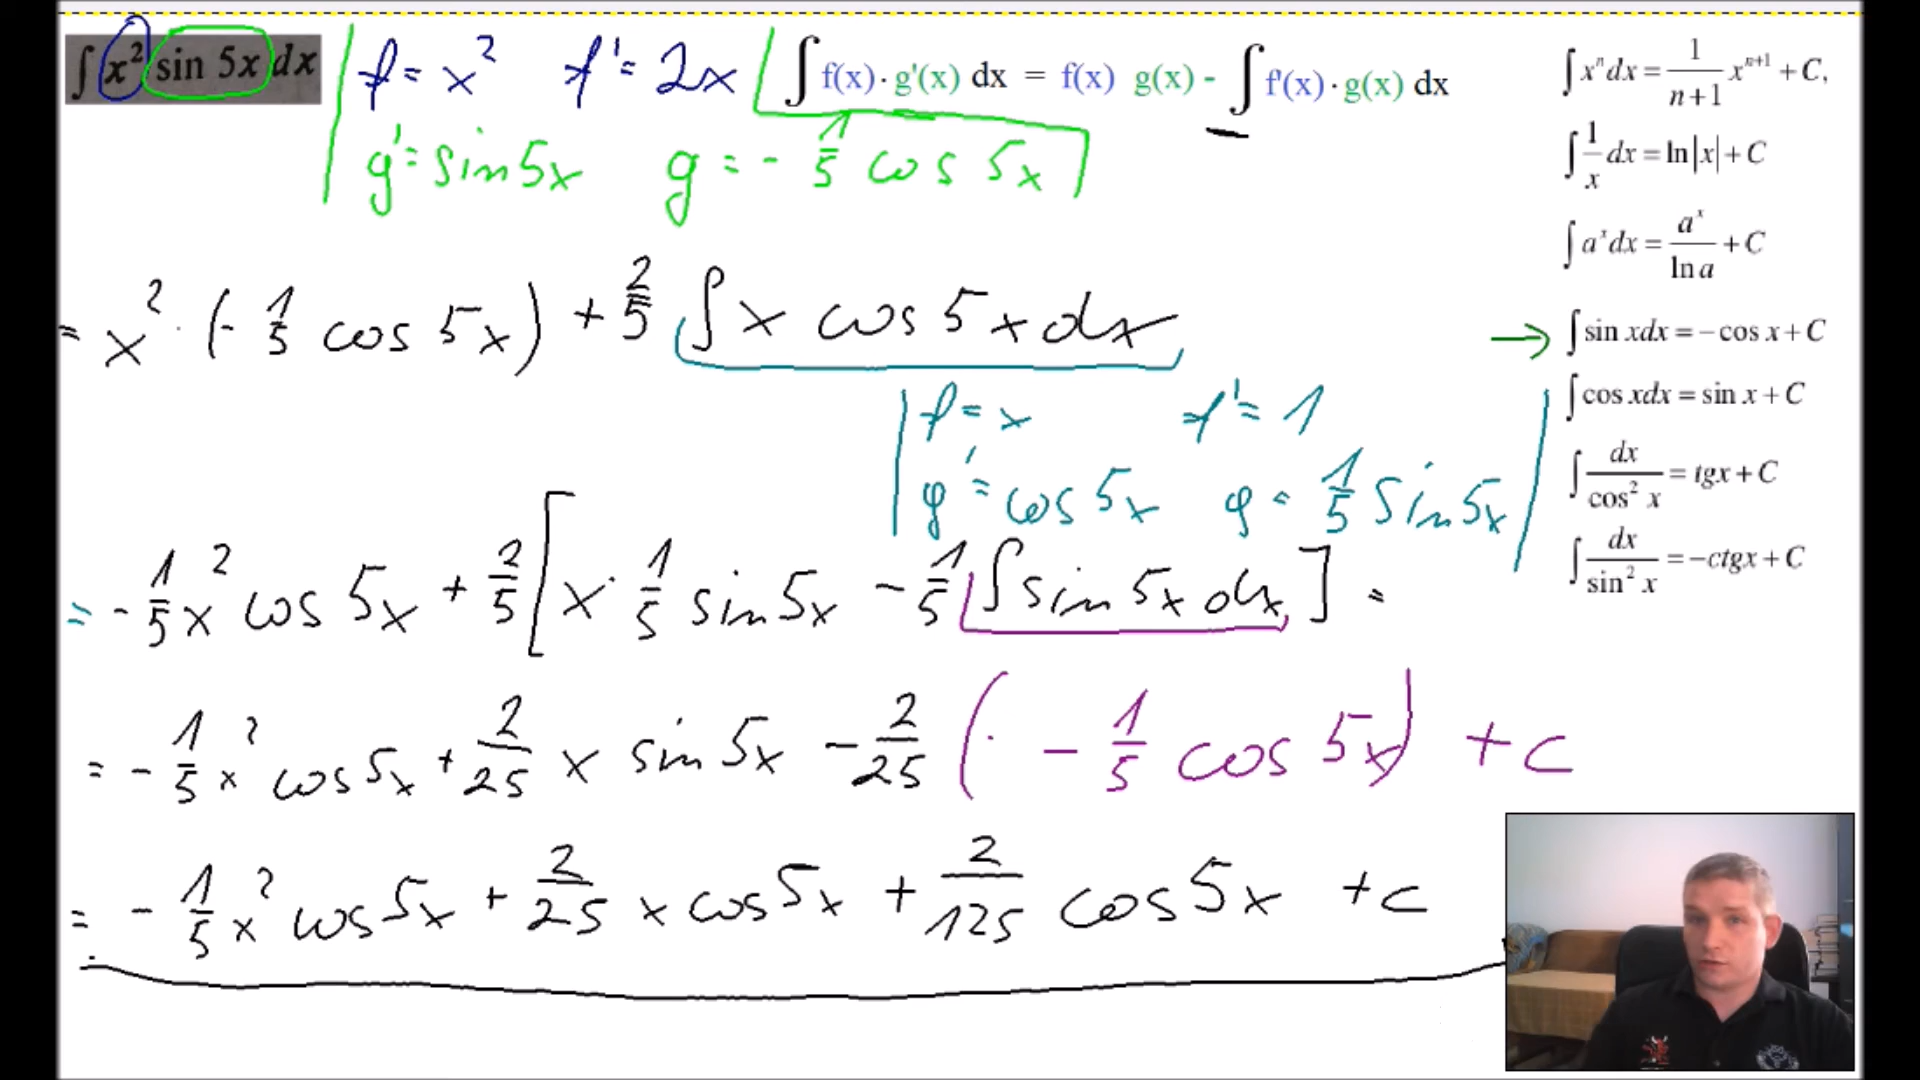 ∫ x² sin 5x dx
f = x² f' = 2x
g' = sin 5x g = - 1/5 cos 5x
∫ f(x) · g'(x) dx = f(x) g(x) - ∫ f'(x) · g(x) dx
= x² · (- 1/5 cos 5x) + 2/5 ∫ x cos 5x dx
f = x f' = 1
g' = cos 5x g = 1/5 sin 5x
= - 1/5 x² cos 5x + 2/5 [ x · 1/5 sin 5x - 1/5 ∫ sin 5x dx ] =
= - 1/5 x² cos 5x + 2/25 x sin 5x - 2/25 ( · - 1/5 cos 5x) + c
= - 1/5 x² cos 5x + 2/25 x cos 5x + 2/125 cos 5x + c
∫ xⁿ dx = 1/(n+1) xⁿ⁺¹ + C,
∫ 1/x dx = ln|x| + C
∫ aˣ dx = aˣ/ln a + C
→ ∫ sin xdx = – cos x + C
∫ cos xdx = sin x + C
∫ dx/cos² x = tgx + C
∫ dx/sin² x = –ctgx + C